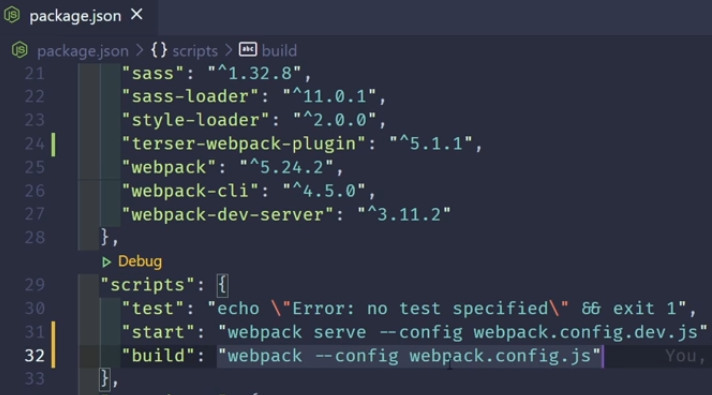 package.json
package.json > {} scripts > abc build
21 "sass": "^1.32.8",
22 "sass-loader": "^11.0.1",
23 "style-loader": "^2.0.0",
24 "terser-webpack-plugin": "^5.1.1",
25 "webpack": "^5.24.2",
26 "webpack-cli": "^4.5.0",
27 "webpack-dev-server": "^3.11.2"
28 },
Debug
29 "scripts": {
30 "test": "echo \"Error: no test specified\" && exit 1",
31 "start": "webpack serve --config webpack.config.dev.js"
32 "build": "webpack --config webpack.config.js" You,
33 },